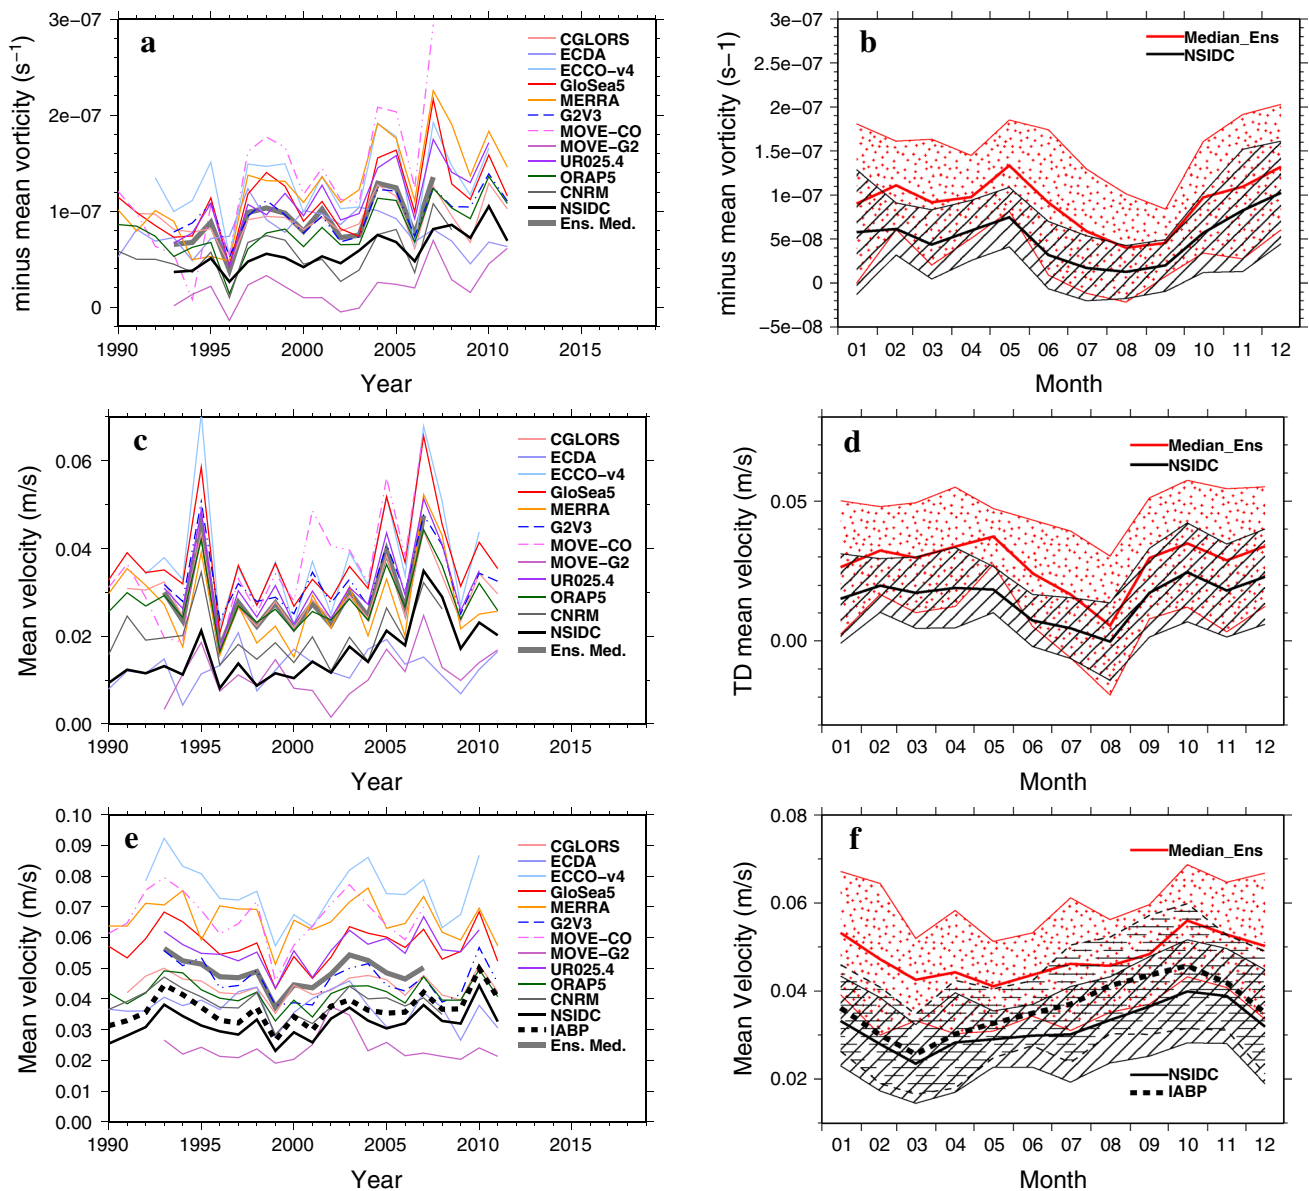 a
minus mean vorticity (s−1)
3e−07
2e−07
1e−07
0
1990 1995 2000 2005 2010 2015
Year
CGLORS
ECDA
ECCO−v4
GloSea5
MERRA
G2V3
MOVE−CO
MOVE−G2
UR025.4
ORAP5
CNRM
NSIDC
Ens. Med.
b
minus mean vorticity (s−1)
3e−07
2.5e−07
2e−07
1.5e−07
1e−07
5e−08
0
−5e−08
01 02 03 04 05 06 07 08 09 10 11 12
Month
Median_Ens
NSIDC
c
Mean velocity (m/s)
0.06
0.04
0.02
0.00
1990 1995 2000 2005 2010 2015
Year
CGLORS
ECDA
ECCO−v4
GloSea5
MERRA
G2V3
MOVE−CO
MOVE−G2
UR025.4
ORAP5
CNRM
NSIDC
Ens. Med.
d
TD mean velocity (m/s)
0.05
0.00
01 02 03 04 05 06 07 08 09 10 11 12
Month
Median_Ens
NSIDC
e
Mean velocity (m/s)
0.10
0.09
0.08
0.07
0.06
0.05
0.04
0.03
0.02
0.01
0.00
1990 1995 2000 2005 2010 2015
Year
CGLORS
ECDA
ECCO−v4
GloSea5
MERRA
G2V3
MOVE−CO
MOVE−G2
UR025.4
ORAP5
CNRM
NSIDC
IABP
Ens. Med.
f
Mean Velocity (m/s)
0.08
0.06
0.04
0.02
01 02 03 04 05 06 07 08 09 10 11 12
Month
Median_Ens
NSIDC
IABP